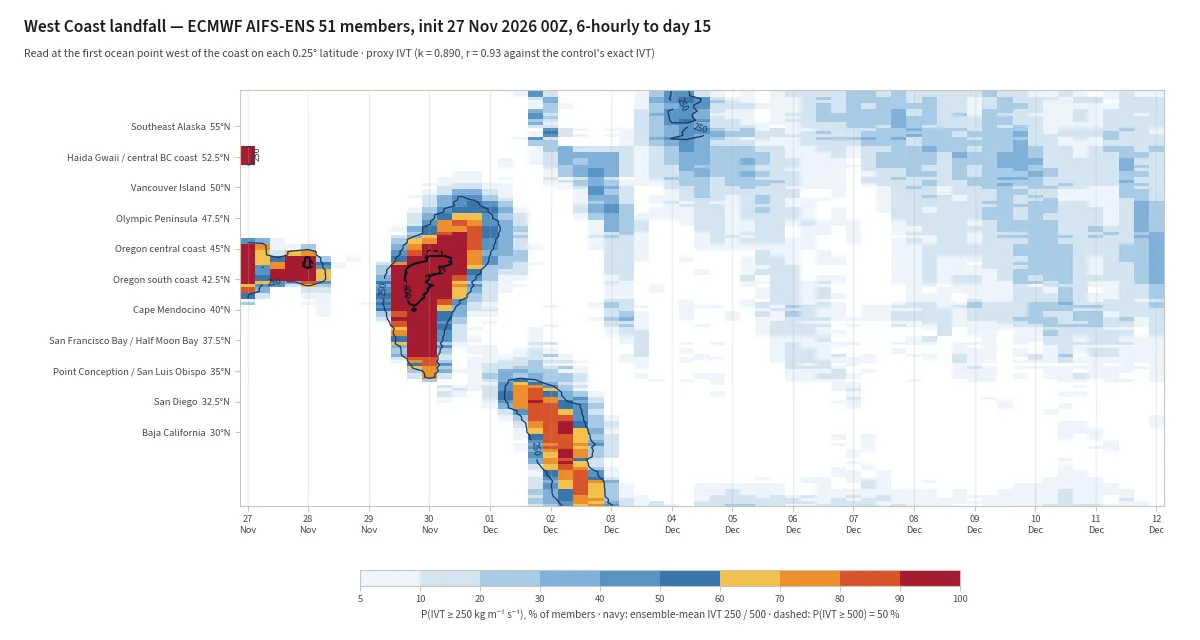 West Coast landfall — ECMWF AIFS-ENS 51 members, init 27 Nov 2026 00Z, 6-hourly to day 15
Read at the first ocean point west of the coast on each 0.25° latitude · proxy IVT (k = 0.890, r = 0.93 against the control's exact IVT)
Southeast Alaska 55°N
Haida Gwaii / central BC coast 52.5°N
Vancouver Island 50°N
Olympic Peninsula 47.5°N
Oregon central coast 45°N
Oregon south coast 42.5°N
Cape Mendocino 40°N
San Francisco Bay / Half Moon Bay 37.5°N
Point Conception / San Luis Obispo 35°N
San Diego 32.5°N
Baja California 30°N
250
250
250
250
500
250
27 28 29 30 01 02 03 04 05 06 07 08 09 10 11 12
Nov Nov Nov Nov Dec Dec Dec Dec Dec Dec Dec Dec Dec Dec Dec Dec
5 10 20 30 40 50 60 70 80 90 100
P(IVT ≥ 250 kg m⁻¹ s⁻¹), % of members · navy: ensemble-mean IVT 250 / 500 · dashed: P(IVT ≥ 500) = 50 %